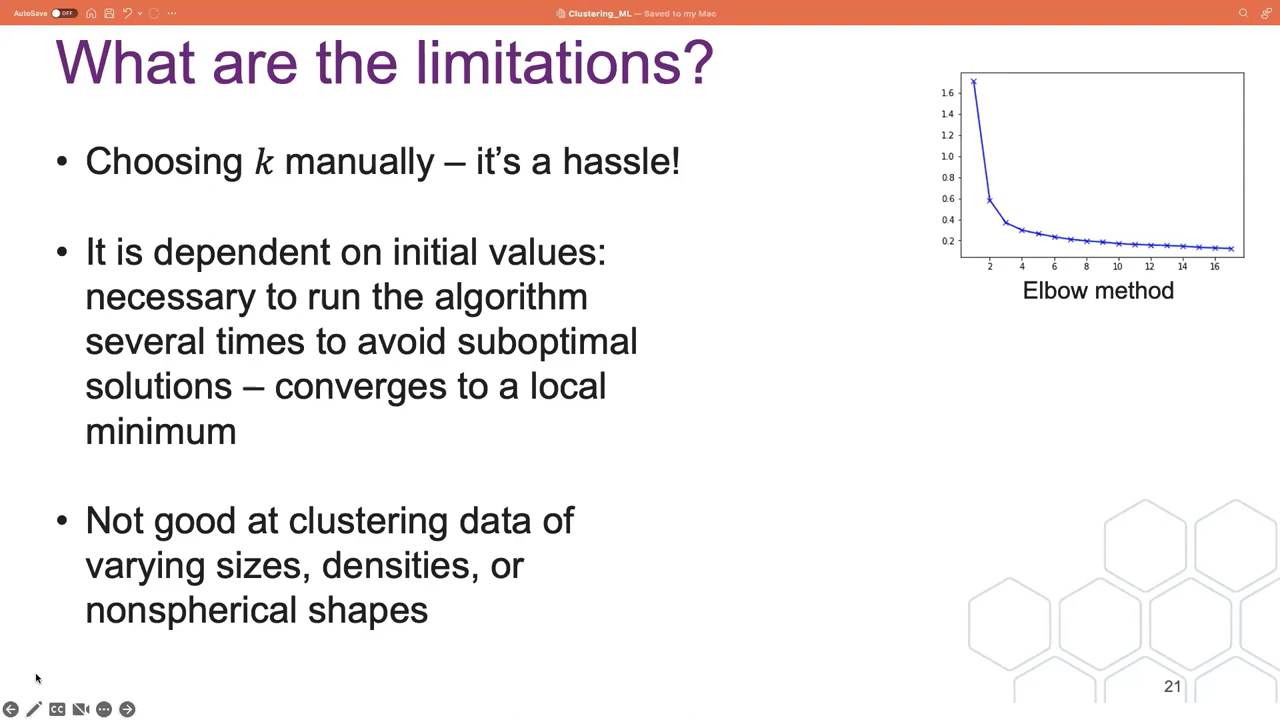 AutoSave OFF
Clustering_ML — Saved to my Mac
What are the limitations?
• Choosing k manually – it’s a hassle!
• It is dependent on initial values:
necessary to run the algorithm
several times to avoid suboptimal
solutions – converges to a local
minimum
• Not good at clustering data of
varying sizes, densities, or
nonspherical shapes
1.6
1.4
1.2
1.0
0.8
0.6
0.4
0.2
2 4 6 8 10 12 14 16
Elbow method
21
CC